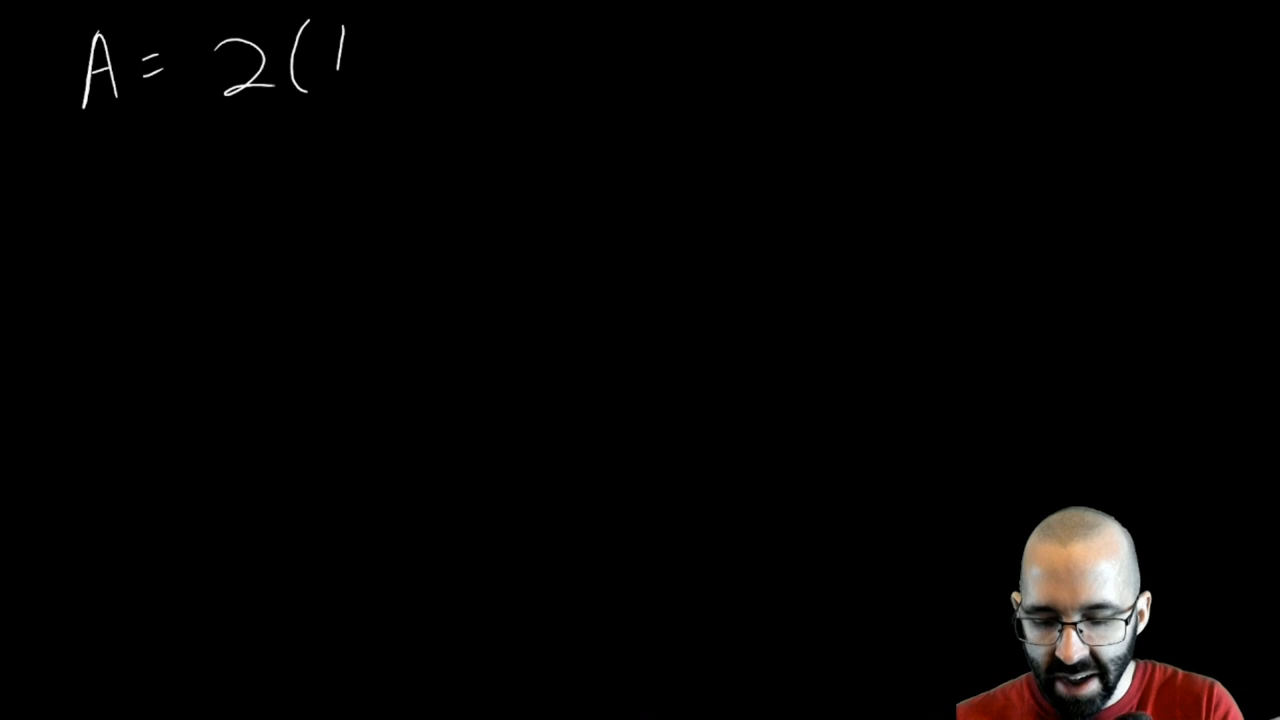 A = 2(1